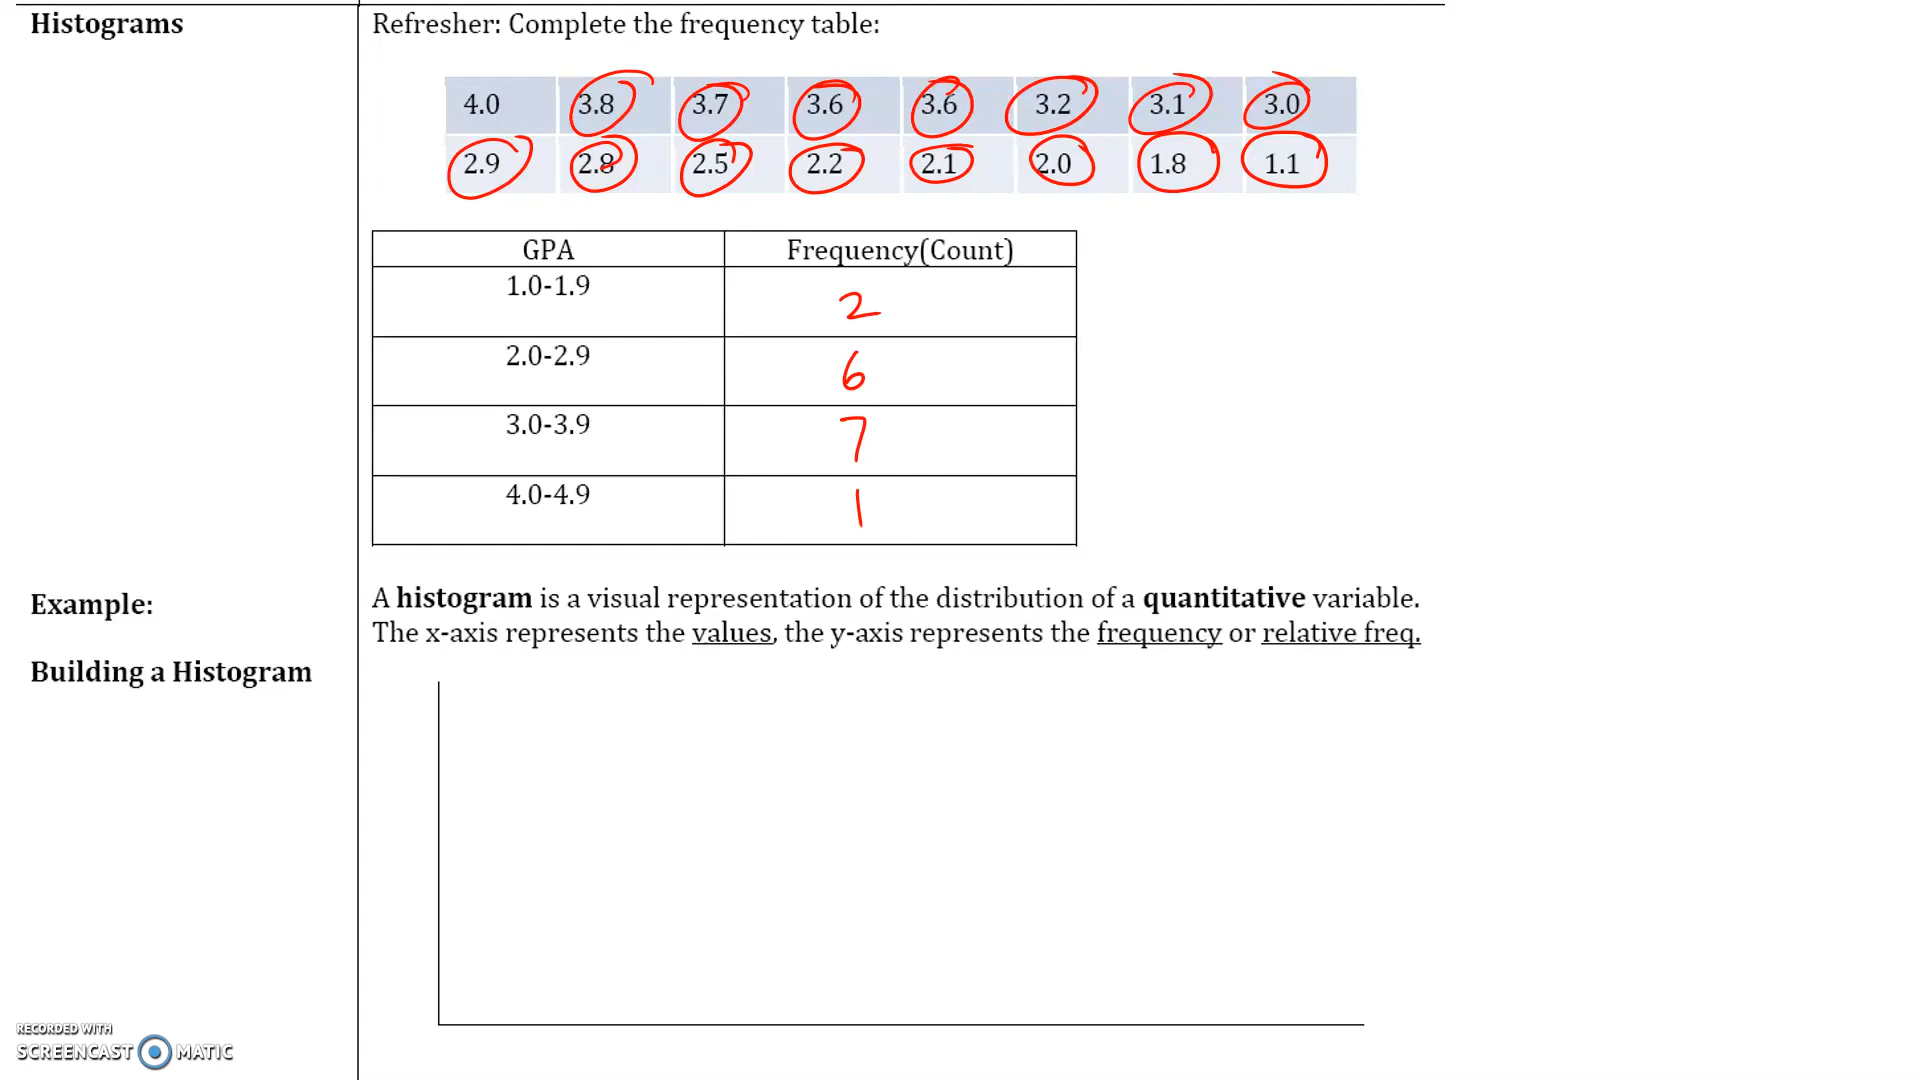 Histograms
Refresher: Complete the frequency table:
4.0 3.8 3.7 3.6 3.6 3.2 3.1 3.0
2.9 2.8 2.5 2.2 2.1 2.0 1.8 1.1
GPA Frequency(Count)
1.0-1.9 2
2.0-2.9 6
3.0-3.9 7
4.0-4.9 1
Example:
A histogram is a visual representation of the distribution of a quantitative variable.
The x-axis represents the values, the y-axis represents the frequency or relative freq.
Building a Histogram
RECORDED WITH
SCREENCAST MATIC